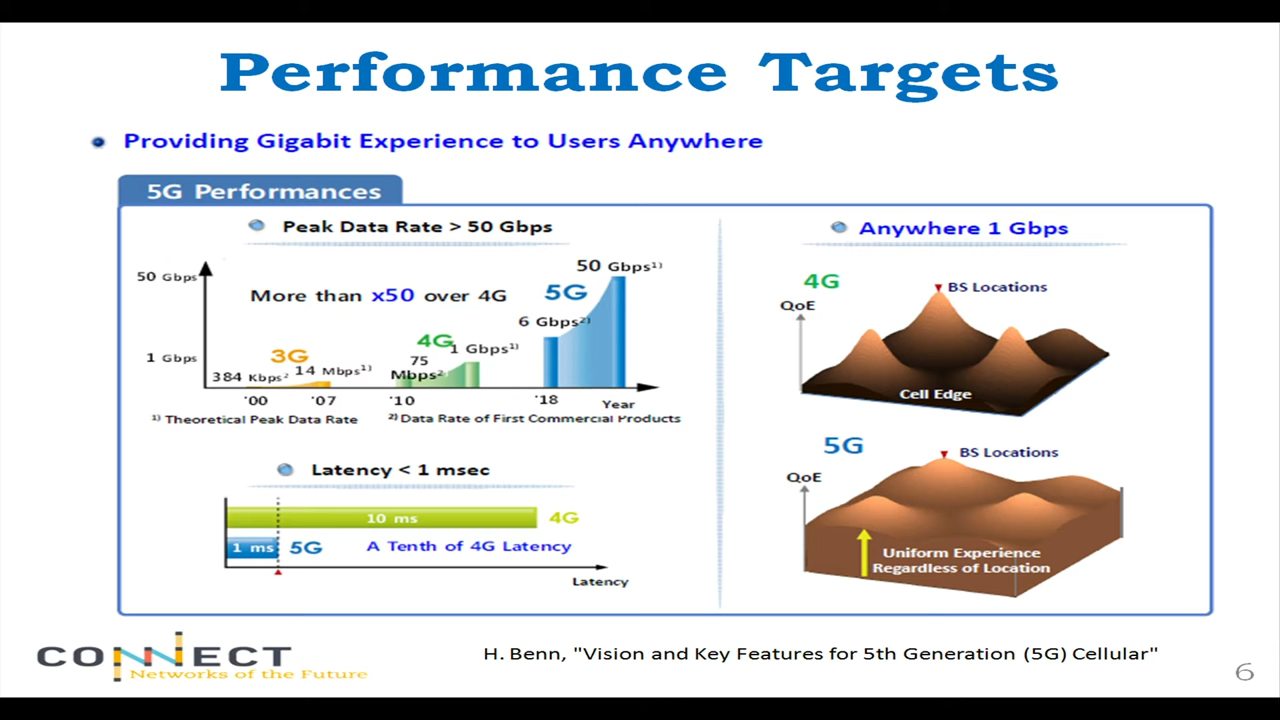 Performance Targets
Providing Gigabit Experience to Users Anywhere
5G Performances
Peak Data Rate > 50 Gbps
50 Gbps
1 Gbps
More than x50 over 4G
3G
384 Kbps²
14 Mbps¹⁾
4G
75
Mbps²
1 Gbps¹⁾
5G
6 Gbps²⁾
50 Gbps¹⁾
'00
'07
'10
'18
Year
¹⁾ Theoretical Peak Data Rate
²⁾ Data Rate of First Commercial Products
Latency < 1 msec
10 ms
4G
1 ms
5G
A Tenth of 4G Latency
Latency
Anywhere 1 Gbps
4G
QoE
BS Locations
Cell Edge
5G
QoE
BS Locations
Uniform Experience
Regardless of Location
CONNECT
Networks of the Future
H. Benn, "Vision and Key Features for 5th Generation (5G) Cellular"
6